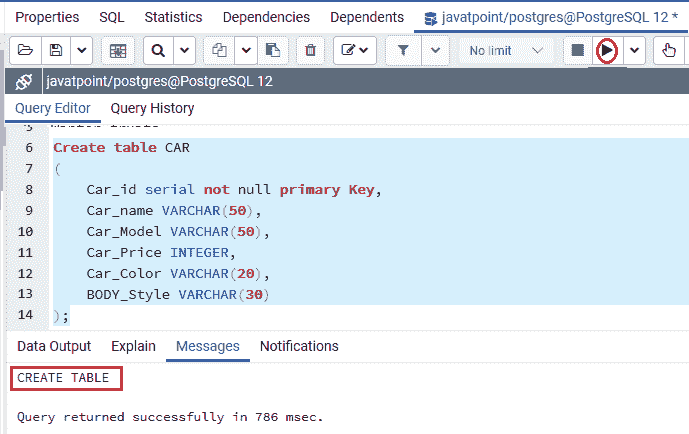 Properties SQL Statistics Dependencies Dependents javatpoint/postgres@PostgreSQL 12 *
No limit
javatpoint/postgres@PostgreSQL 12
Query Editor Query History
6 Create table CAR
7 (
8 Car_id serial not null primary Key,
9 Car_name VARCHAR(50),
10 Car_Model VARCHAR(50),
11 Car_Price INTEGER,
12 Car_Color VARCHAR(20),
13 BODY_Style VARCHAR(30)
14 );
Data Output Explain Messages Notifications
CREATE TABLE
Query returned successfully in 786 msec.